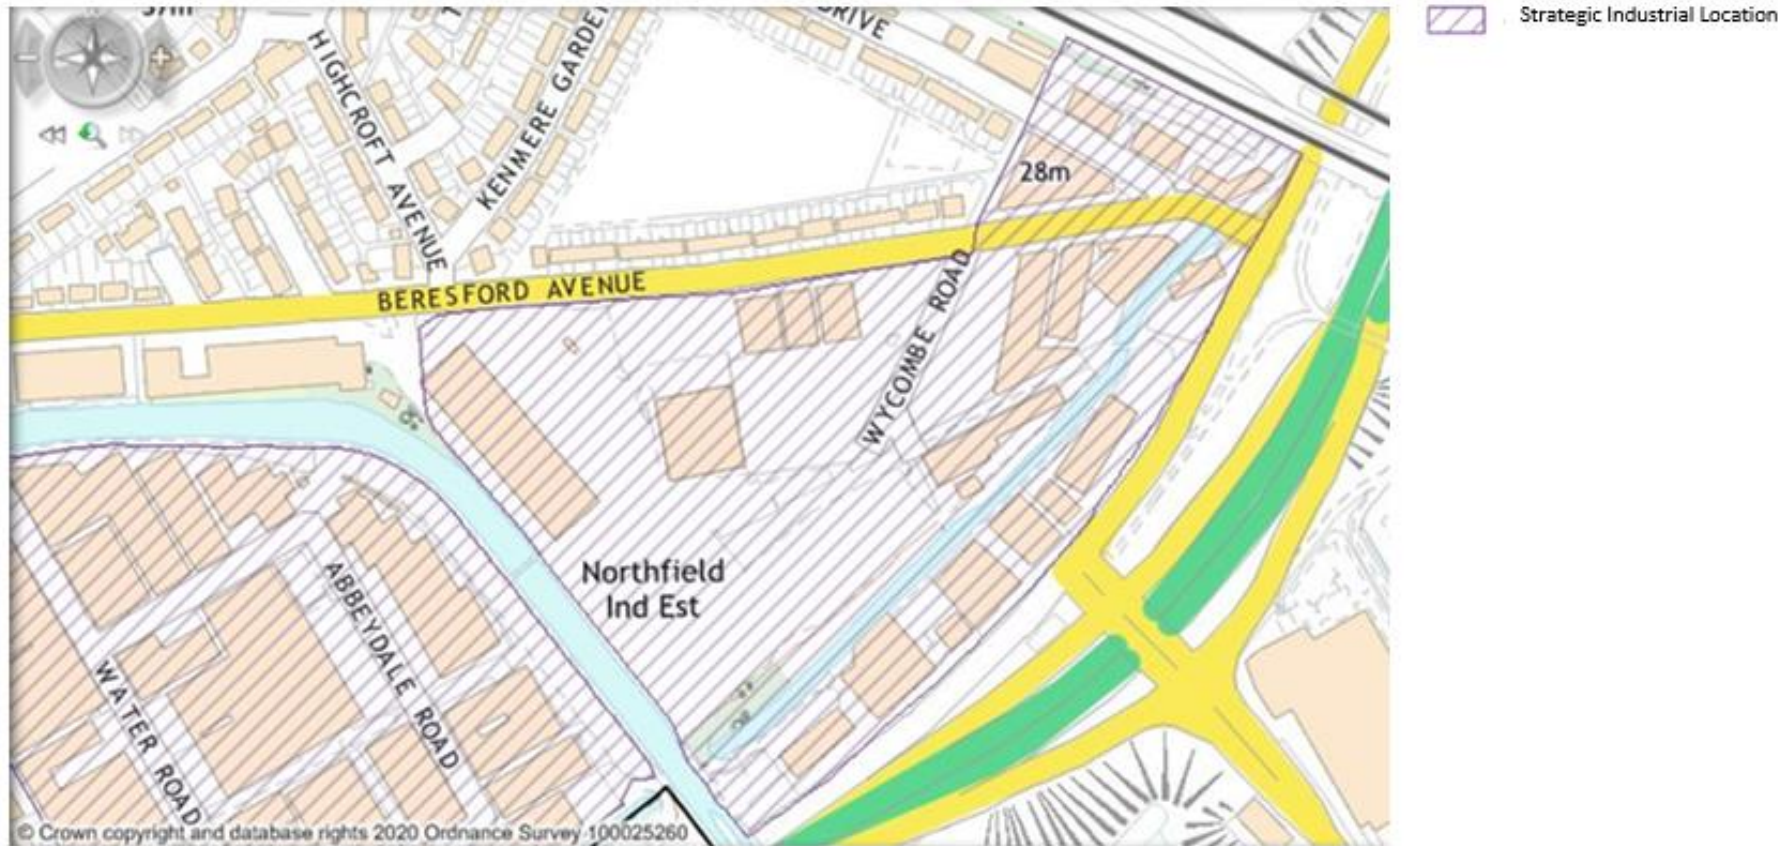 37m
HIGHCROFT AVENUE
KENMERE GARDE
DRIVE
Strategic Industrial Location
28m
BERESFORD AVENUE
WYCOMBE ROAD
Northfield
Ind Est
ABBEYDALE ROAD
WATER ROAD
© Crown copyright and database rights 2020 Ordnance Survey 100025260